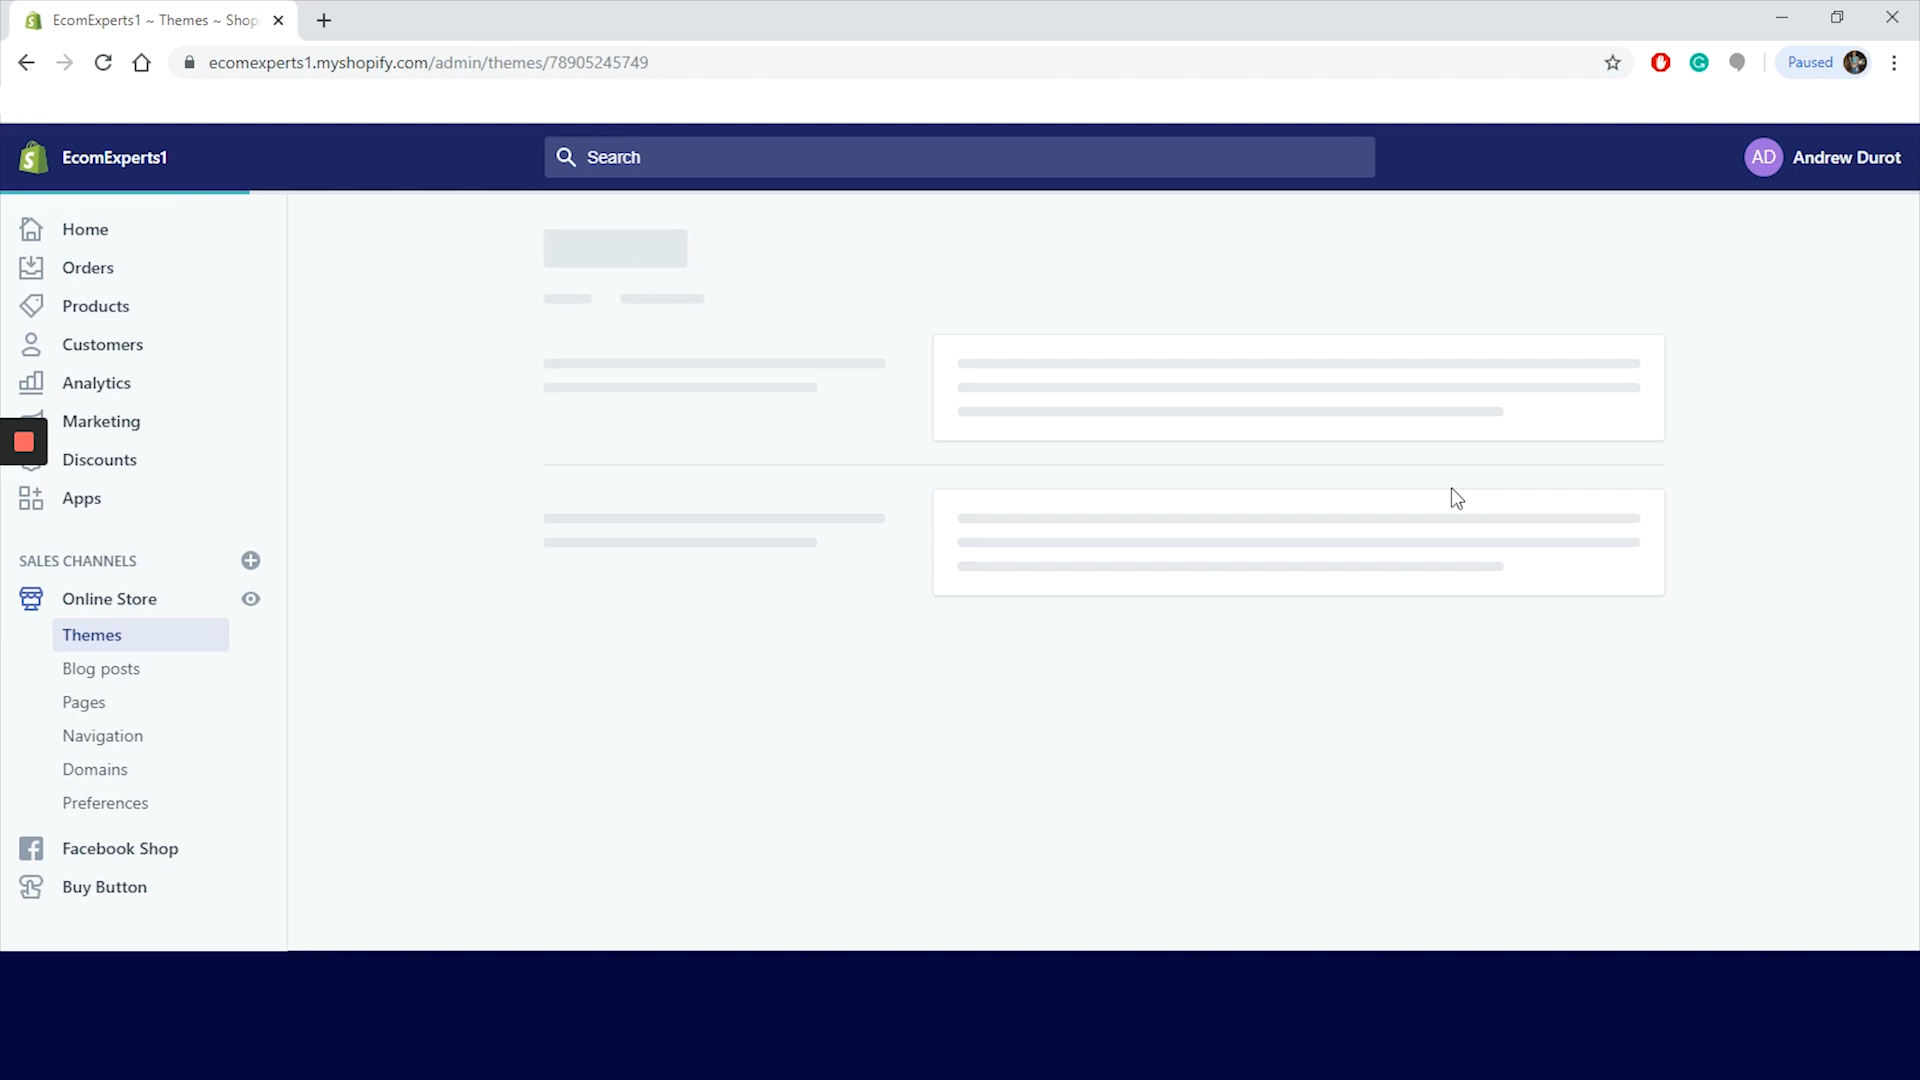 EcomExperts1 ~ Themes ~ Shopi
ecomexperts1.myshopify.com/admin/themes/78905245749
Paused
EcomExperts1
Search
AD
Andrew Durot
Home
Orders
Products
Customers
Analytics
Marketing
Discounts
Apps
SALES CHANNELS
Online Store
Themes
Blog posts
Pages
Navigation
Domains
Preferences
Facebook Shop
Buy Button